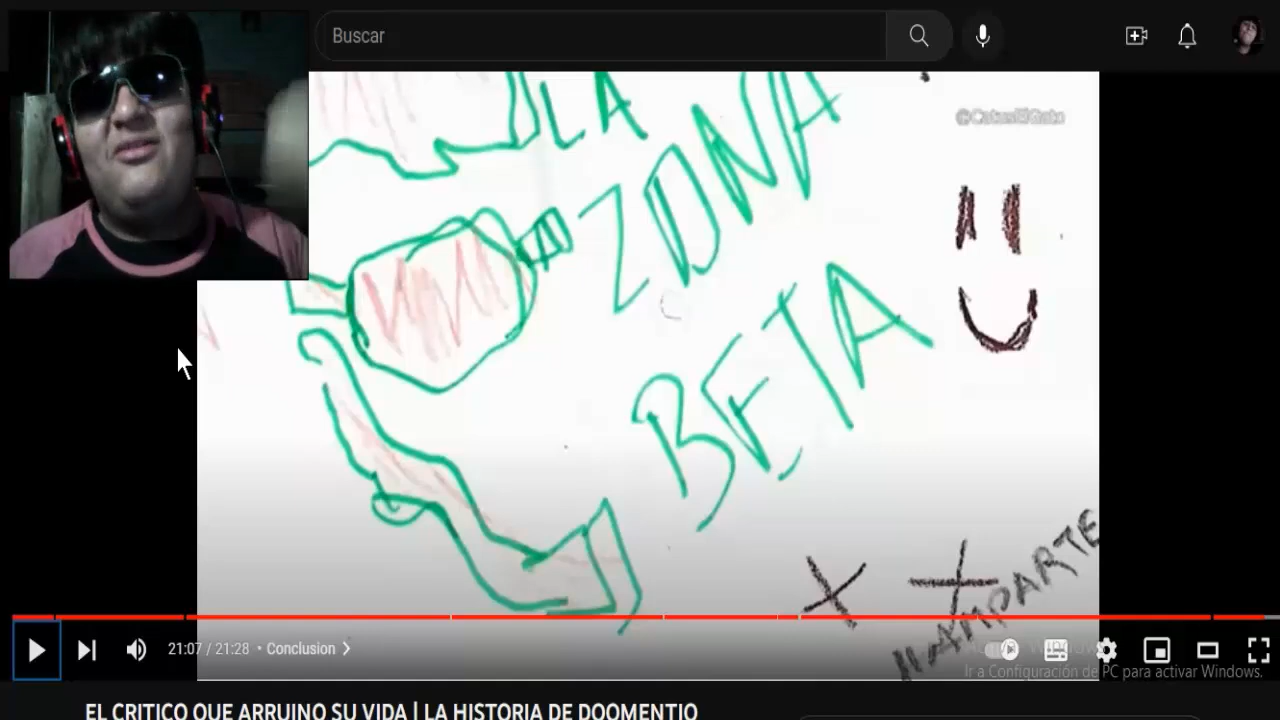 Buscar
LA
ZONA
BETA
MAMPARTE
21:07 / 21:28 • Conclusion
Ir a Configuración de PC para activar Windows.
EL CRITICO QUE ARRUINO SU VIDA | LA HISTORIA DE DOOMENTIO